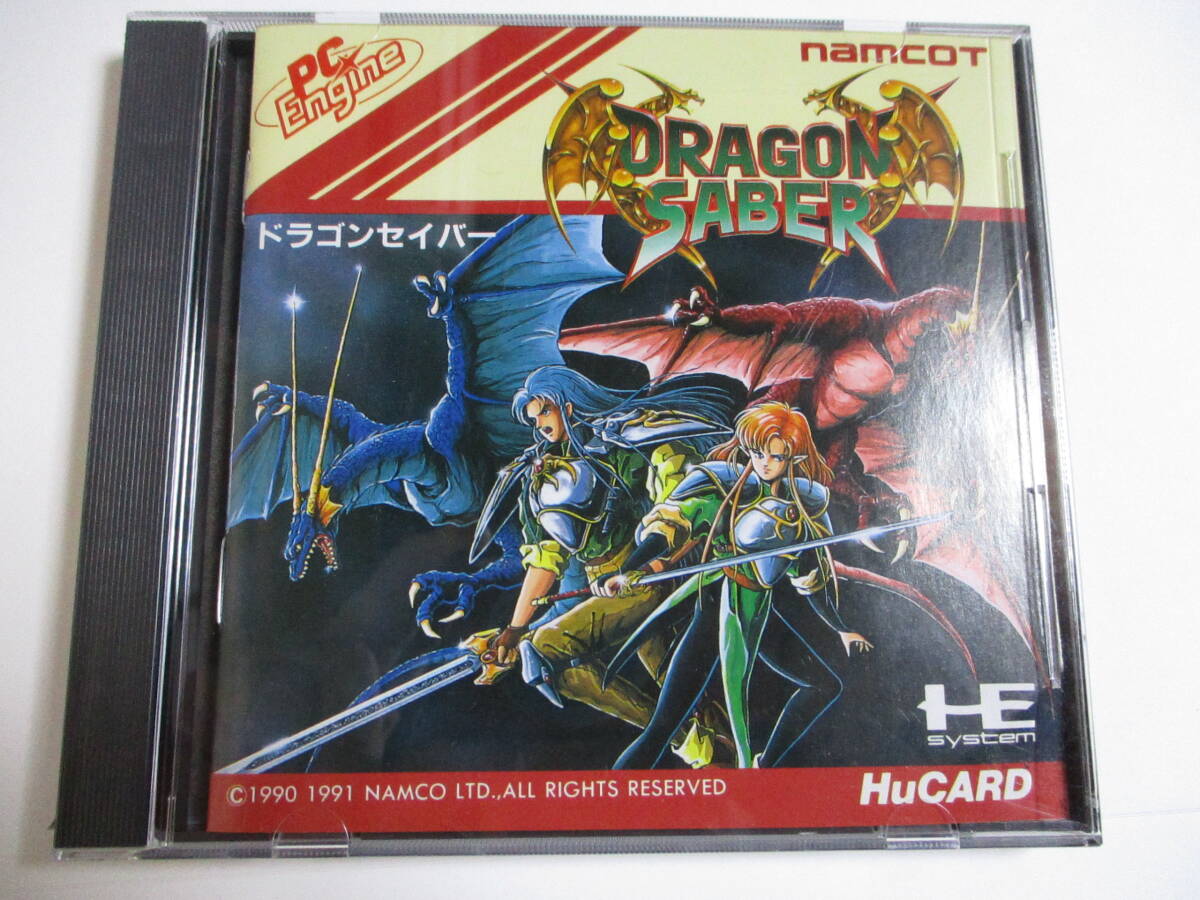 PC Engine
namcoT
DRAGON
SABER
ドラゴンセイバー
HE
system
©1990 1991 NAMCO LTD.,ALL RIGHTS RESERVED
HuCARD